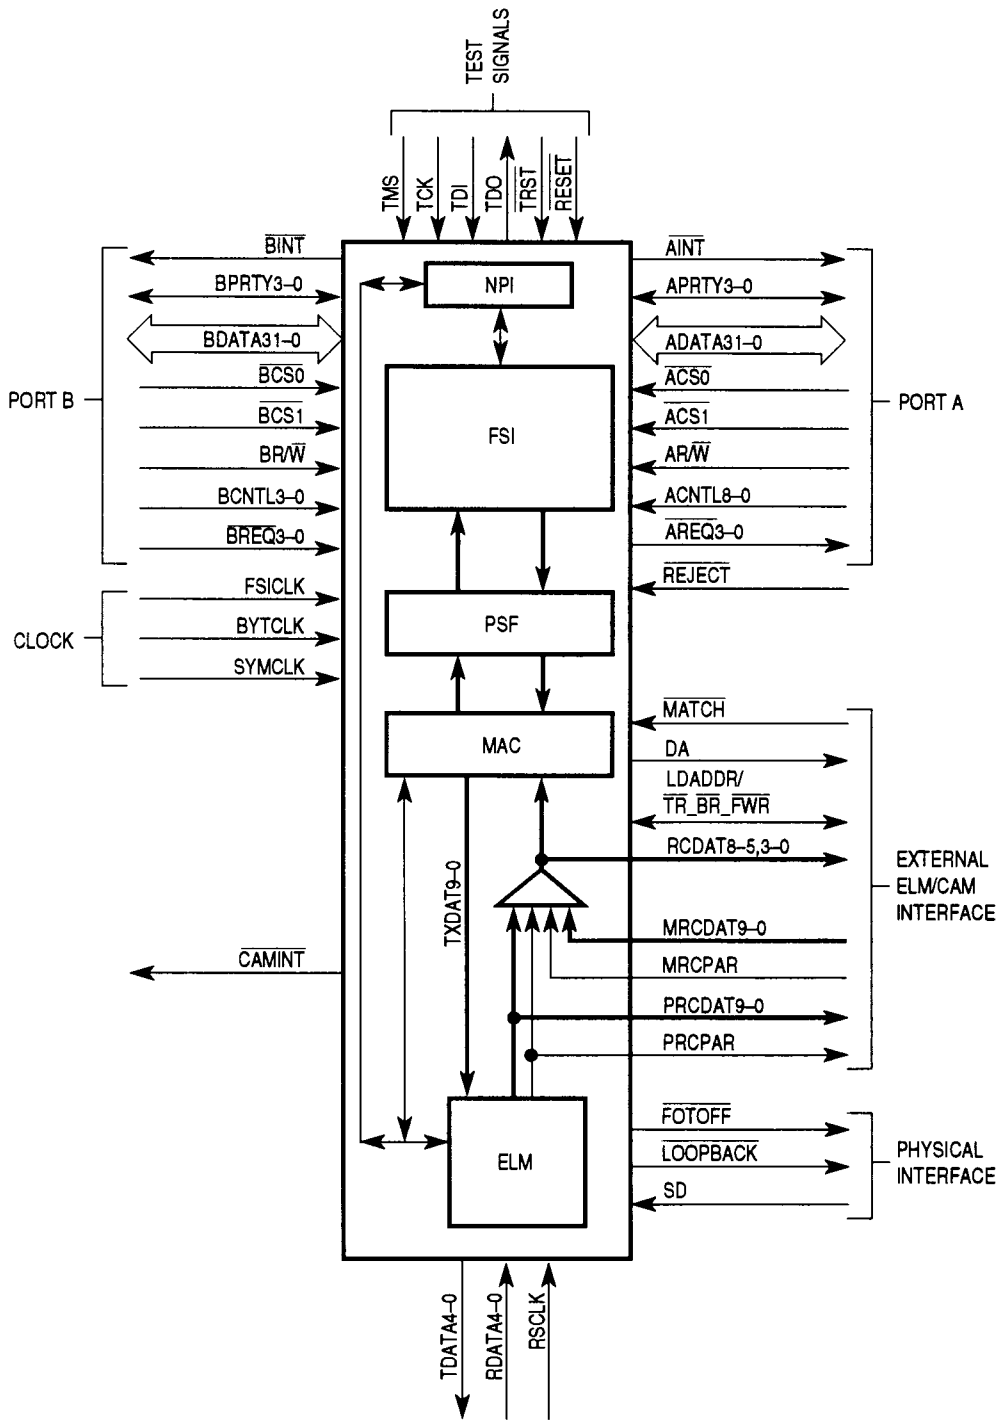 TEST
SIGNALS
TMS
TCK
TDI
TDO
TRST
RESET
BINT
BPRTY3–0
BDATA31–0
BCS0
BCS1
BR/W
BCNTL3–0
BREQ3–0
PORT B
FSICLK
BYTCLK
SYMCLK
CLOCK
CAMINT
NPI
FSI
PSF
MAC
TXDAT9–0
ELM
AINT
APRTY3–0
ADATA31–0
ACS0
ACS1
AR/W
ACNTL8–0
AREQ3–0
PORT A
REJECT
MATCH
DA
LDADDR/
TR_BR_FWR
RCDAT8–5,3–0
MRCDAT9–0
MRCPAR
PRCDAT9–0
PRCPAR
EXTERNAL
ELM/CAM
INTERFACE
FOTOFF
LOOPBACK
SD
PHYSICAL
INTERFACE
TDATA4–0
RDATA4–0
RSCLK